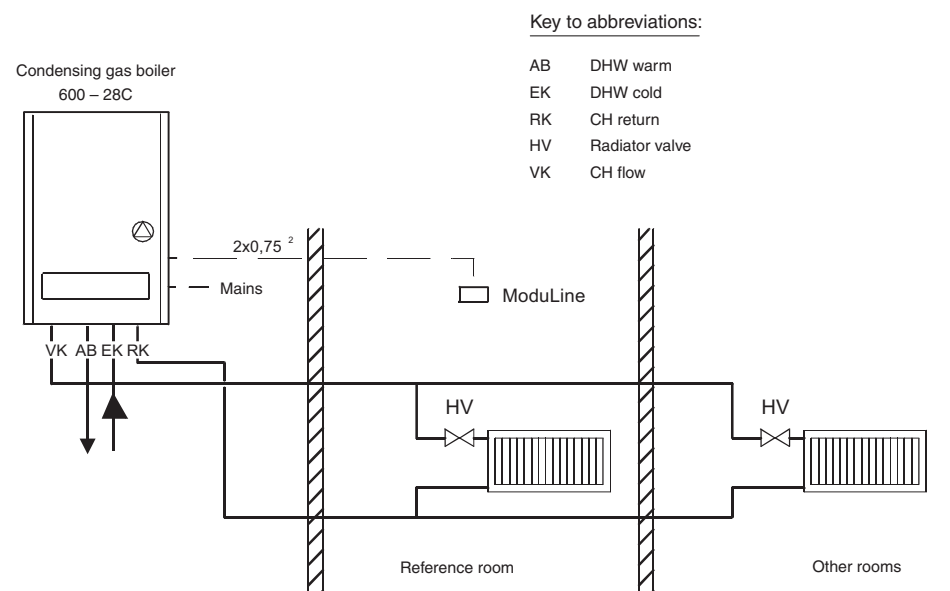 Key to abbreviations:
AB DHW warm
EK DHW cold
RK CH return
HV Radiator valve
VK CH flow
Condensing gas boiler
600 – 28C
2x0,75 ²
Mains
ModuLine
VK AB EK RK
HV HV
Reference room Other rooms